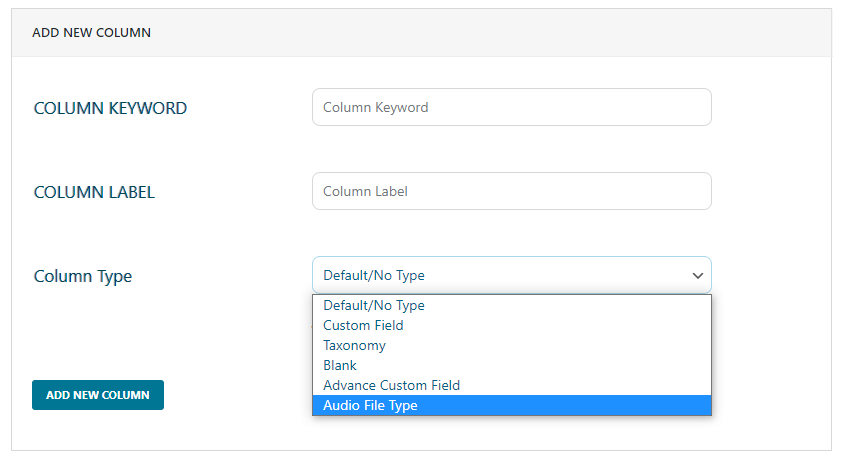 ADD NEW COLUMN
COLUMN KEYWORD
Column Keyword
COLUMN LABEL
Column Label
Column Type
Default/No Type
Default/No Type
Custom Field
Taxonomy
Blank
Advance Custom Field
Audio File Type
ADD NEW COLUMN